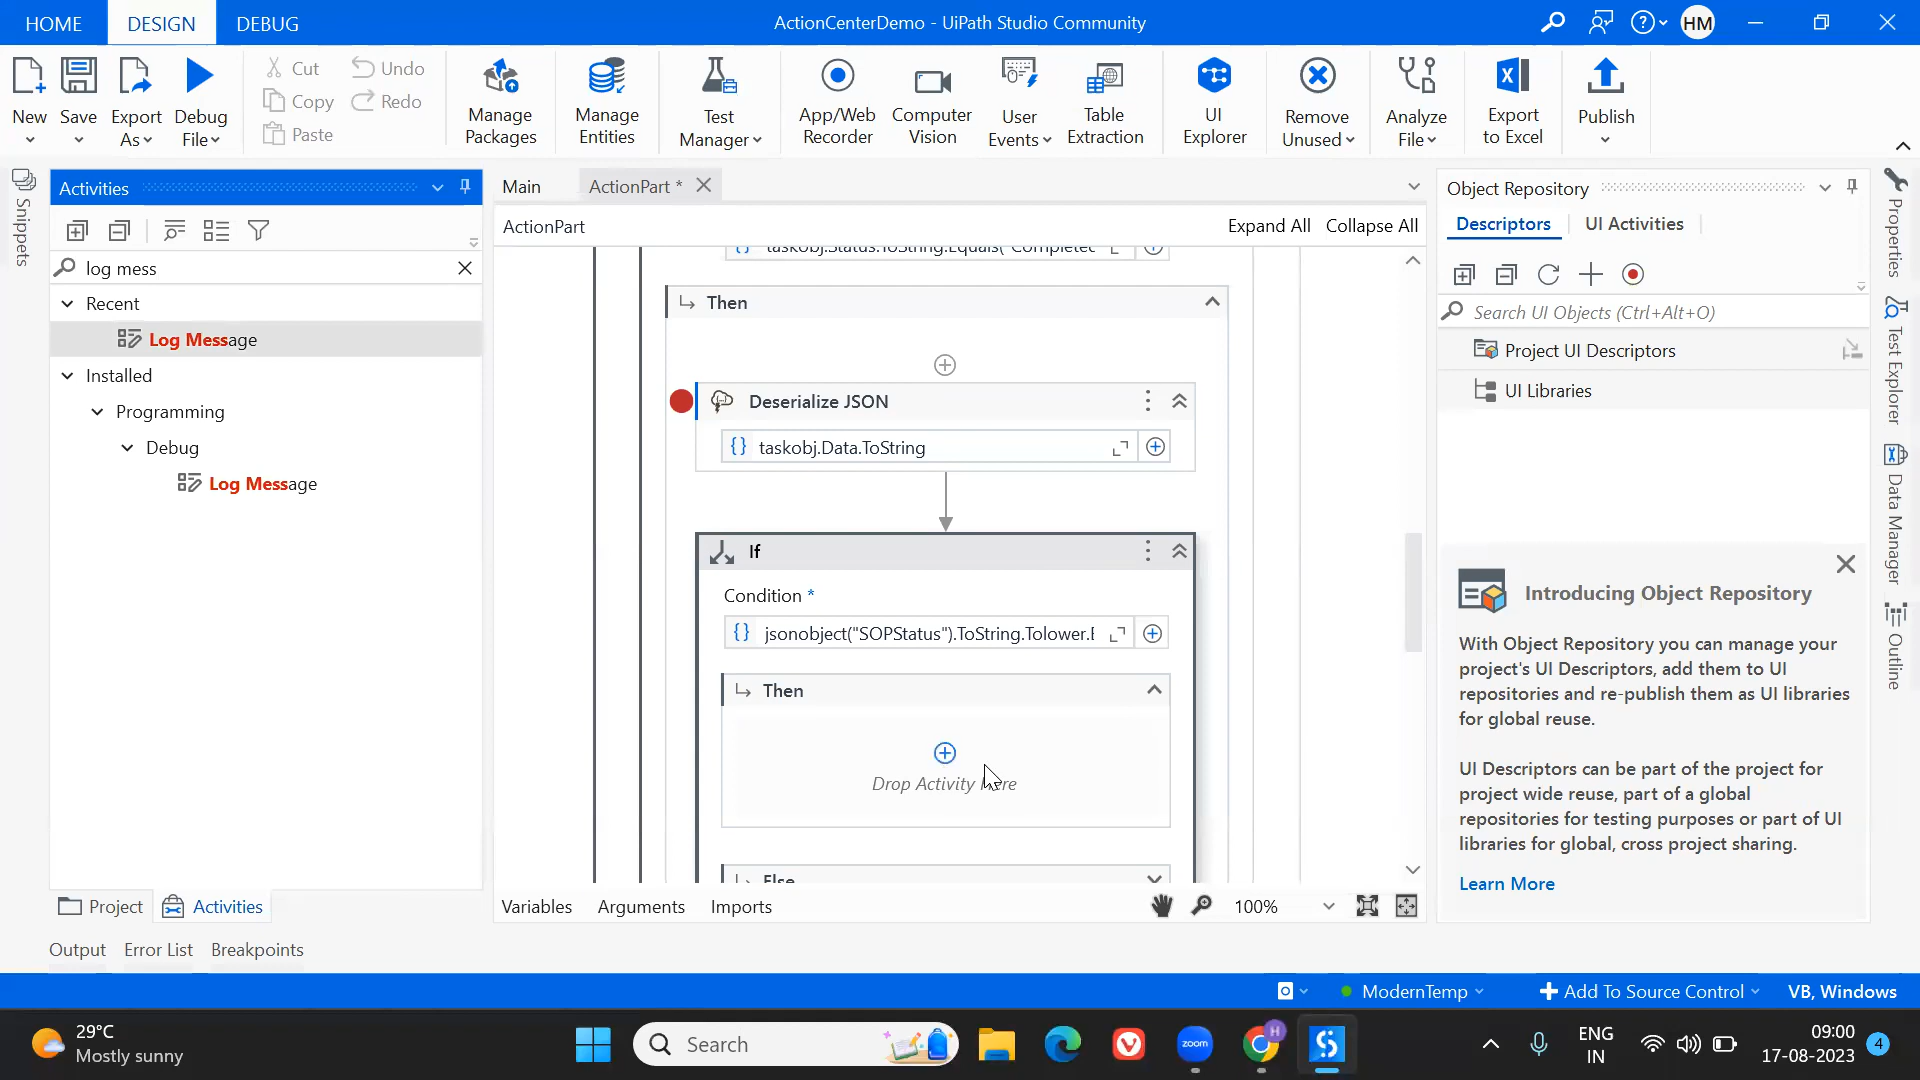 HOME DESIGN DEBUG
ActionCenterDemo - UiPath Studio Community
HM
New Save Export As Debug File
Cut Copy Paste Undo Redo
Manage Packages
Manage Entities
Test Manager
App/Web Recorder
Computer Vision
User Events
Table Extraction
UI Explorer
Remove Unused
Analyze File
Export to Excel
Publish
Snippets
Activities
log mess
Recent
Log Message
Installed
Programming
Debug
Log Message
Project Activities
Main ActionPart *
ActionPart Expand All Collapse All
taskobj.Status.ToString.Equals("Completed
Then
Deserialize JSON
taskobj.Data.ToString
If
Condition *
jsonobject("SOPStatus").ToString.Tolower.E
Then
Drop Activity Here
Else
Variables Arguments Imports 100%
Object Repository
Descriptors UI Activities
Search UI Objects (Ctrl+Alt+O)
Project UI Descriptors
UI Libraries
Introducing Object Repository
With Object Repository you can manage your
project's UI Descriptors, add them to UI
repositories and re-publish them as UI libraries
for global reuse.
UI Descriptors can be part of the project for
project wide reuse, part of a global
repositories for testing purposes or part of UI
libraries for global, cross project sharing.
Learn More
Properties
Test Explorer
Data Manager
Outline
Output Error List Breakpoints
ModernTemp Add To Source Control VB, Windows
29°C
Mostly sunny
Search
zoom
H
ENG
IN
09:00
17-08-2023
4